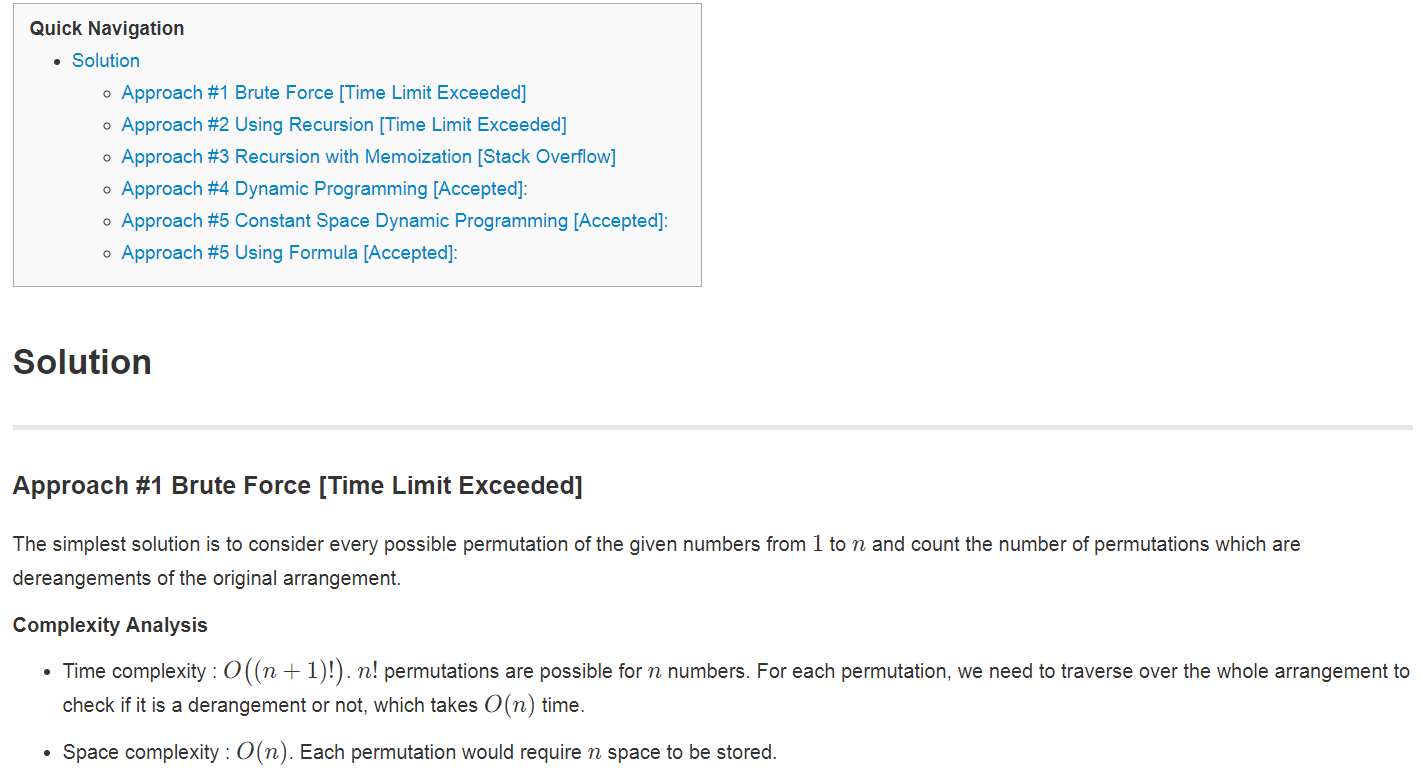 Quick Navigation
Solution
Approach #1 Brute Force [Time Limit Exceeded]
Approach #2 Using Recursion [Time Limit Exceeded]
Approach #3 Recursion with Memoization [Stack Overflow]
Approach #4 Dynamic Programming [Accepted]:
Approach #5 Constant Space Dynamic Programming [Accepted]:
Approach #5 Using Formula [Accepted]:
Solution
Approach #1 Brute Force [Time Limit Exceeded]
The simplest solution is to consider every possible permutation of the given numbers from 1 to n and count the number of permutations which are
dereangements of the original arrangement.
Complexity Analysis
Time complexity : O((n + 1)!). n! permutations are possible for n numbers. For each permutation, we need to traverse over the whole arrangement to
check if it is a derangement or not, which takes O(n) time.
Space complexity : O(n). Each permutation would require n space to be stored.